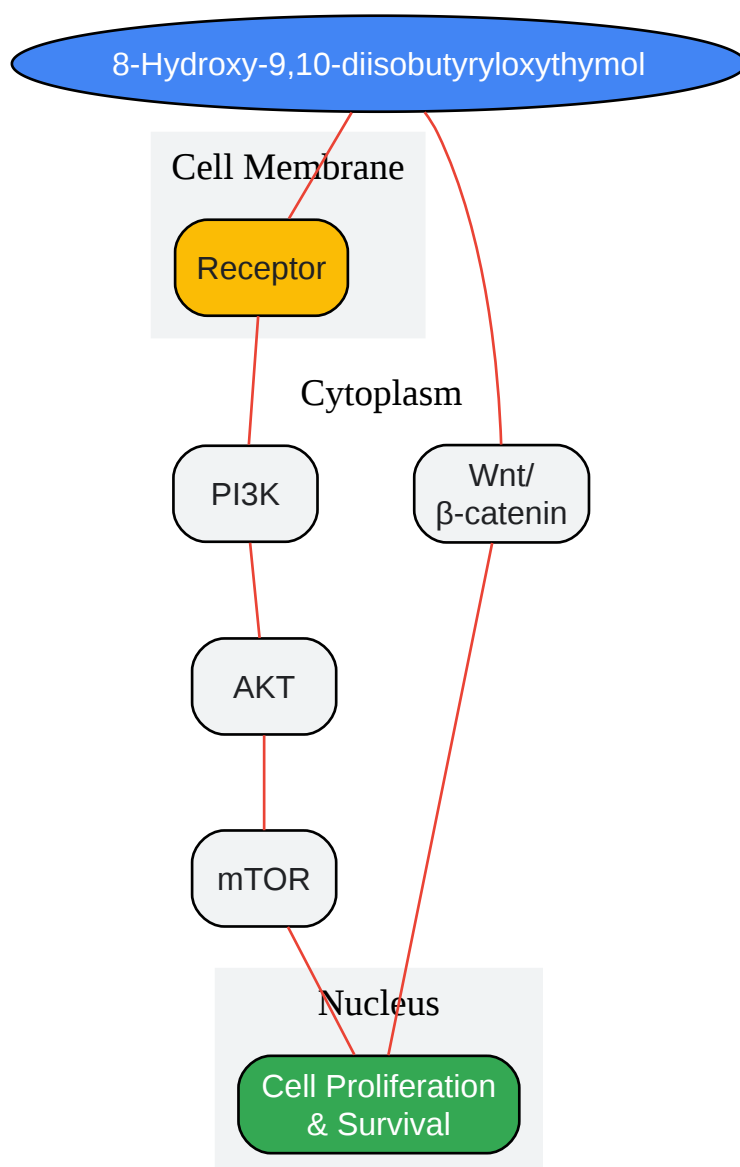 8-Hydroxy-9,10-diisobutyryloxythymol
Cell Membrane
Receptor
Cytoplasm
PI3K
Wnt/
β-catenin
AKT
mTOR
Nucleus
Cell Proliferation
& Survival